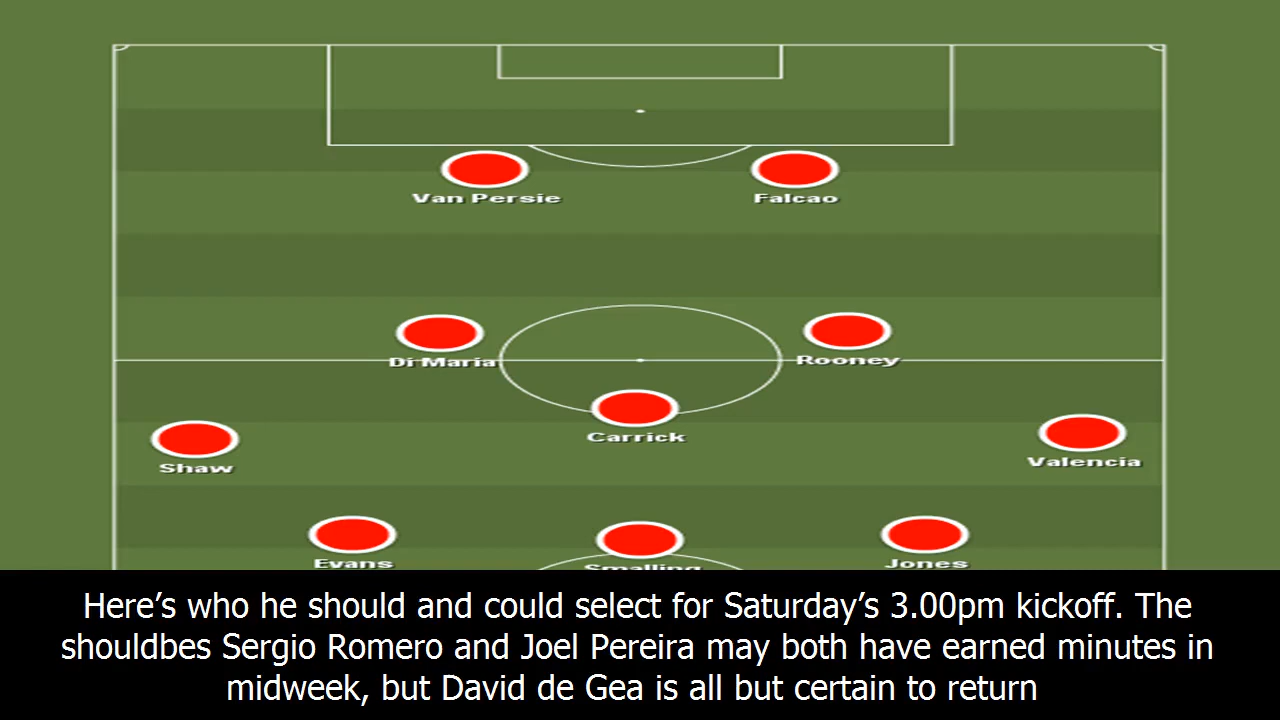 Van Persie Falcao
Di Maria Rooney
Carrick
Shaw Valencia
Evans Smalling Jones
Here’s who he should and could select for Saturday’s 3.00pm kickoff. The
shouldbes Sergio Romero and Joel Pereira may both have earned minutes in
midweek, but David de Gea is all but certain to return